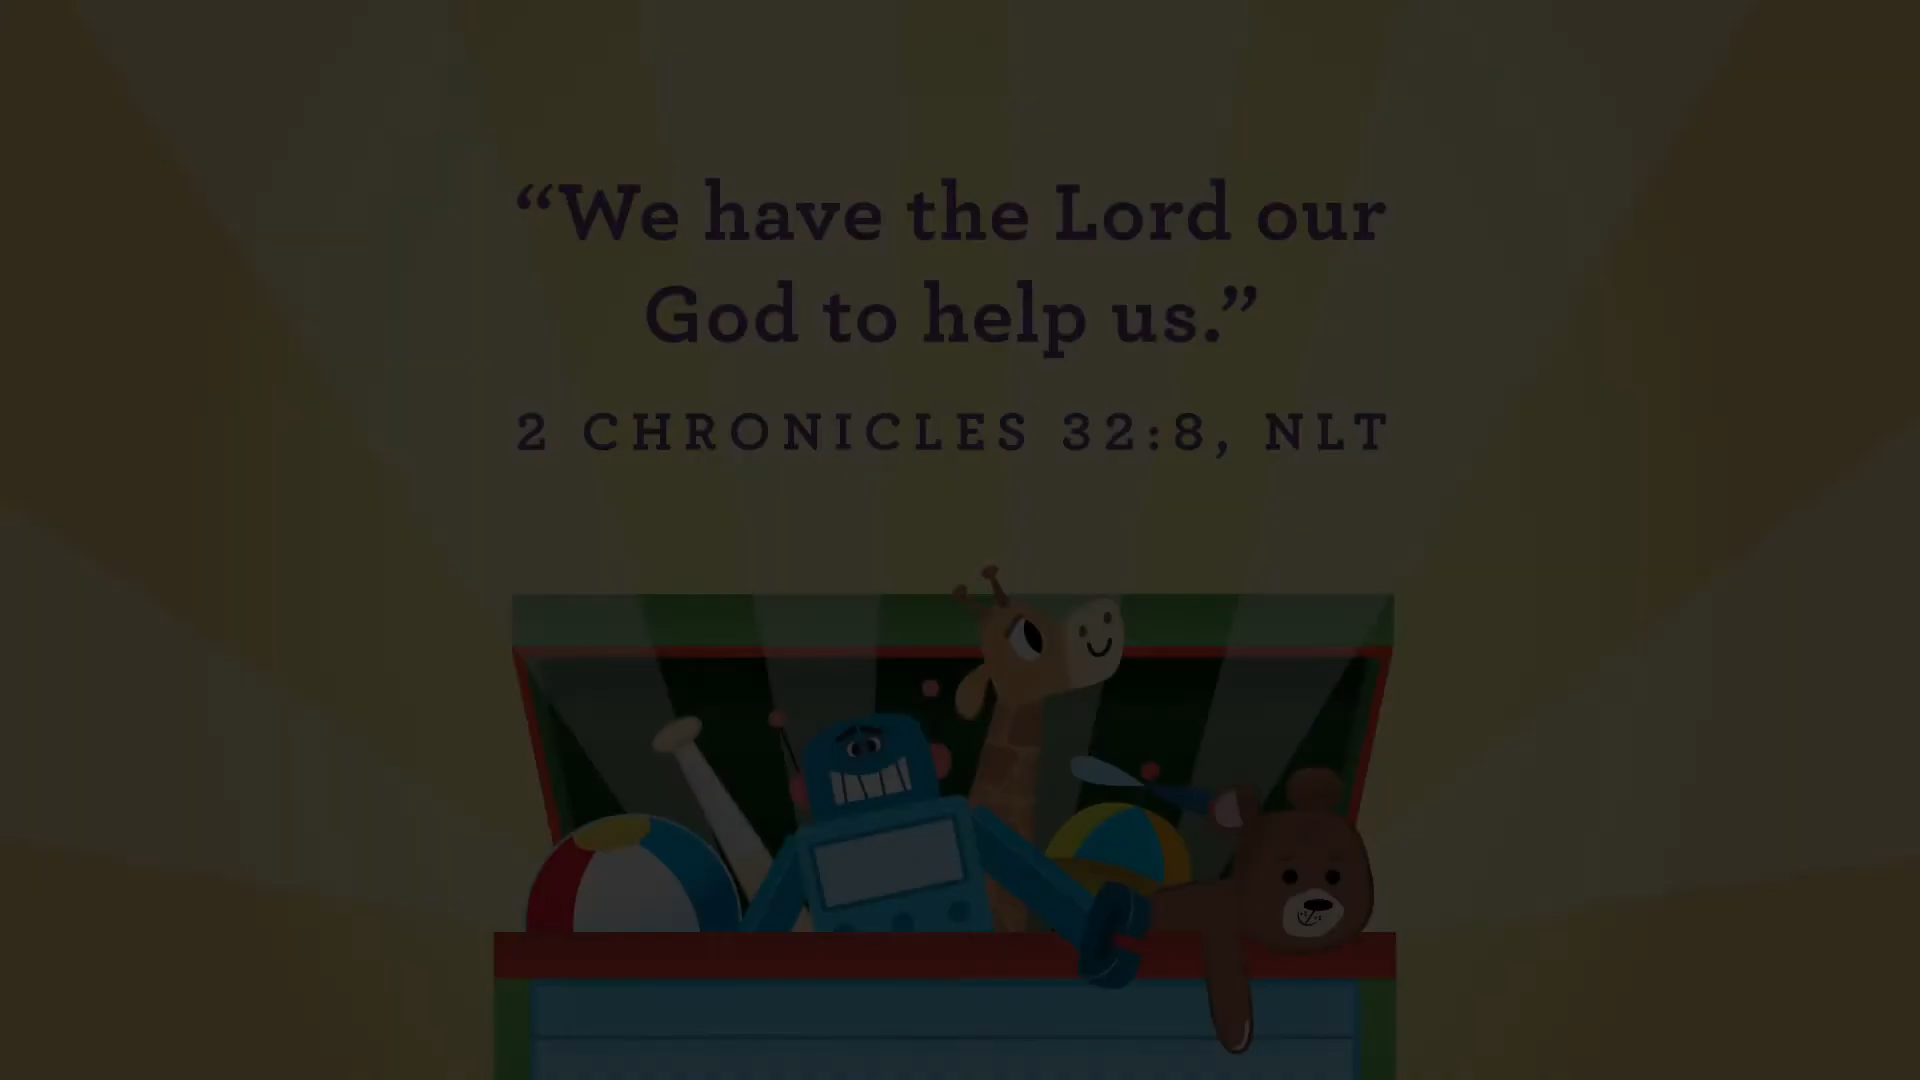 “We have the Lord our
God to help us.”
2 CHRONICLES 32:8, NLT